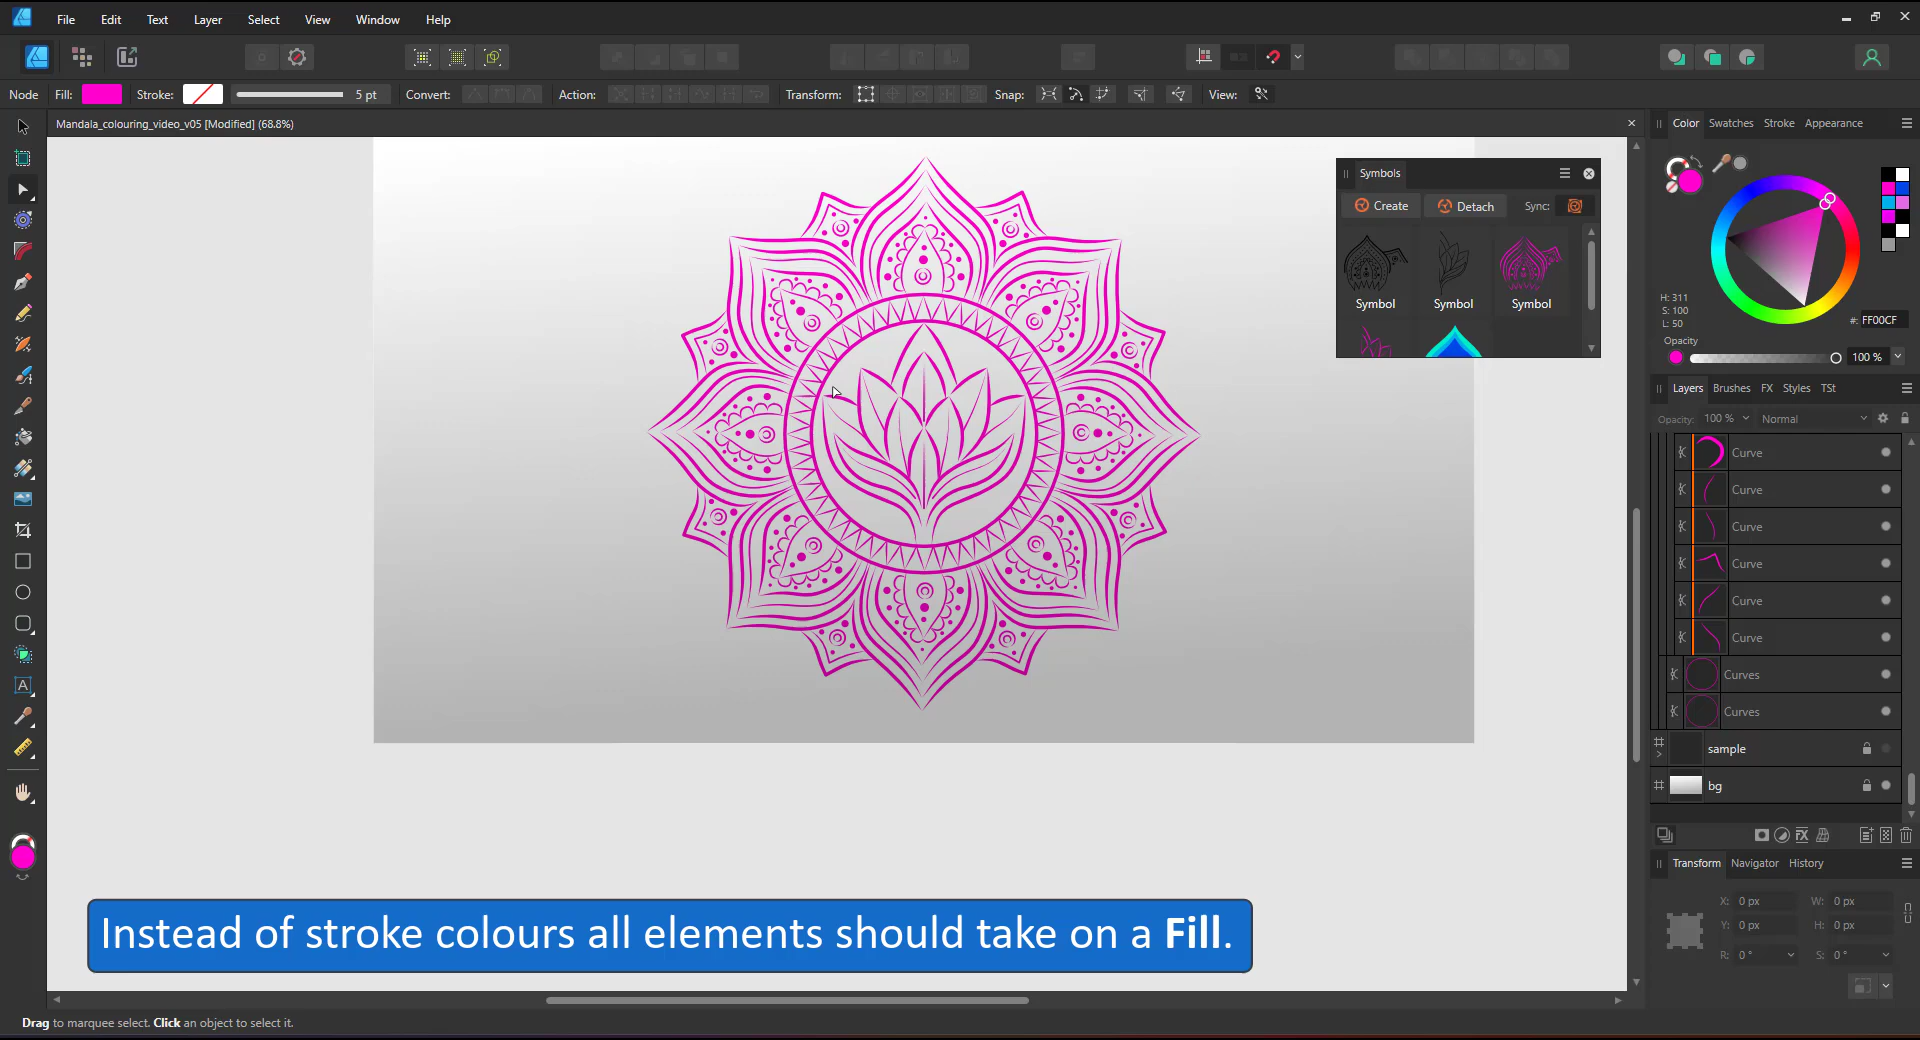 File Edit Text Layer Select View Window Help
Node Fill: Stroke: 5 pt Convert: Action: Transform: Snap: View:
Mandala_colouring_video_v05 [Modified] (68.8%)
Symbols
Create Detach Sync:
Symbol Symbol Symbol
Color Swatches Stroke Appearance
H: 311
S: 100
L: 50
#: FF00CF
Opacity
100 %
Layers Brushes FX Styles TSt
Opacity: 100 % Normal
Curve
Curve
Curve
Curve
Curve
Curve
Curves
Curves
sample
bg
Transform Navigator History
X: 0 px W: 0 px
Y: 0 px H: 0 px
R: 0 ° S: 0 °
A
Instead of stroke colours all elements should take on a Fill.
Drag to marquee select. Click an object to select it.